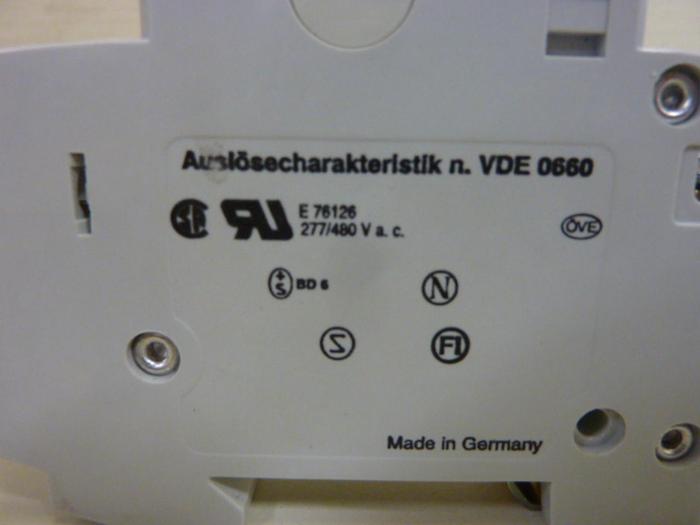 Auslösecharakteristik n. VDE 0660
E 76126
277/480 V a. c.
ÖVE
+S BD 6
N
S
FI
Made in Germany